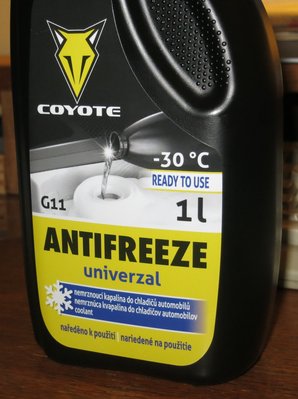 COYOTE
-30 °C
READY TO USE
G11
1 l
ANTIFREEZE
univerzal
nemrznoucí kapalina do chladičů automobilů
nemrznúca kvapalina do chladičov automobilov
coolant
naředěno k použití | nariedené na použitie